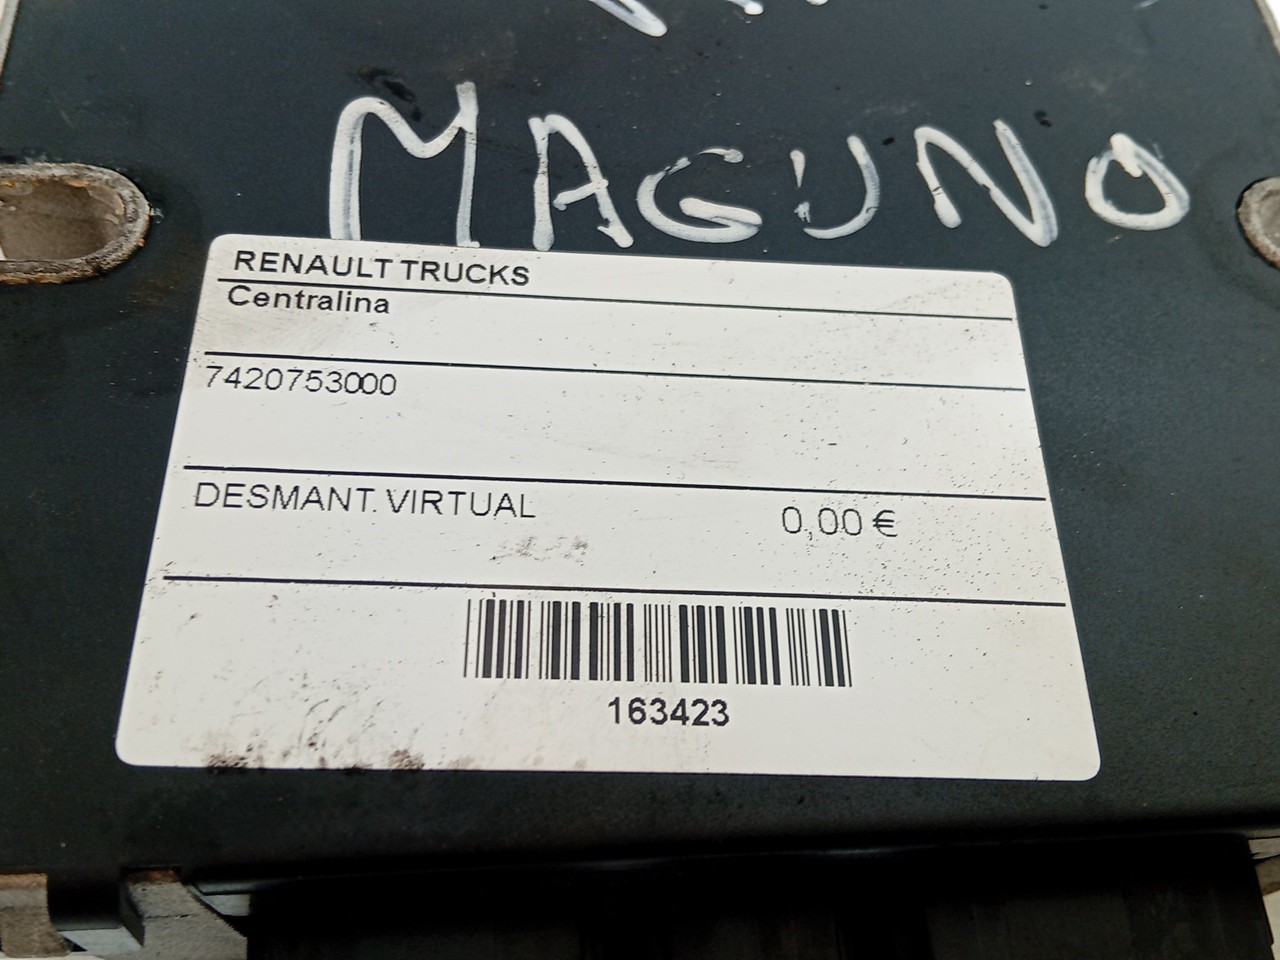 MAGUNO
RENAULT TRUCKS
Centralina
7420753000
DESMANT. VIRTUAL 0,00 €
163423